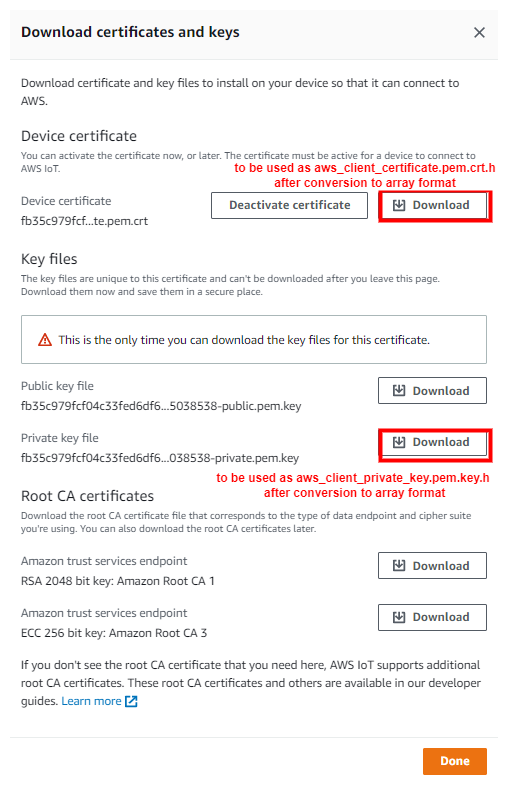 Download certificates and keys
Download certificate and key files to install on your device so that it can connect to
AWS.
Device certificate
You can activate the certificate now, or later. The certificate must be active for a device to connect to
AWS IoT.
to be used as aws_client_certificate.pem.crt.h
after conversion to array format
Device certificate
fb35c979fcf...te.pem.crt
Deactivate certificate
Download
Key files
The key files are unique to this certificate and can't be downloaded after you leave this page.
Download them now and save them in a secure place.
This is the only time you can download the key files for this certificate.
Public key file
fb35c979fcf04c33fed6df6...5038538-public.pem.key
Download
Private key file
fb35c979fcf04c33fed6df6...038538-private.pem.key
Download
to be used as aws_client_private_key.pem.key.h
after conversion to array format
Root CA certificates
Download the root CA certificate file that corresponds to the type of data endpoint and cipher suite
you're using. You can also download the root CA certificates later.
Amazon trust services endpoint
RSA 2048 bit key: Amazon Root CA 1
Download
Amazon trust services endpoint
ECC 256 bit key: Amazon Root CA 3
Download
If you don't see the root CA certificate that you need here, AWS IoT supports additional
root CA certificates. These root CA certificates and others are available in our developer
guides. Learn more
Done